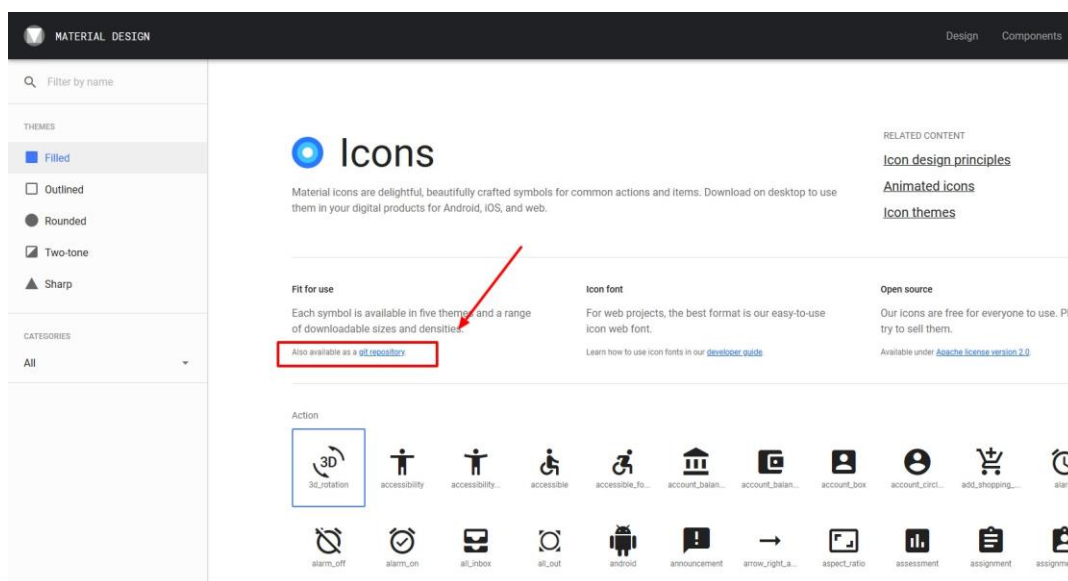 MATERIAL DESIGN
Design Components
Filter by name
THEMES
Filled
Outlined
Rounded
Two-tone
Sharp
CATEGORIES
All
Icons
Material icons are delightful, beautifully crafted symbols for common actions and items. Download on desktop to use
them in your digital products for Android, iOS, and web.
RELATED CONTENT
Icon design principles
Animated icons
Icon themes
Fit for use
Each symbol is available in five themes and a range
of downloadable sizes and densities.
Also available as a git repository.
Icon font
For web projects, the best format is our easy-to-use
icon web font.
Learn how to use icon fonts in our developer guide.
Open source
Our icons are free for everyone to use. Pl
try to sell them.
Available under Apache license version 2.0.
Action
3D
3d_rotation accessibility accessibility... accessible accessible_fo... account_balan... account_balan... account_box account_circl... add_shopping_... alar
alarm_off alarm_on all_inbox all_out android announcement arrow_right_a... aspect_ratio assessment assignment assignme